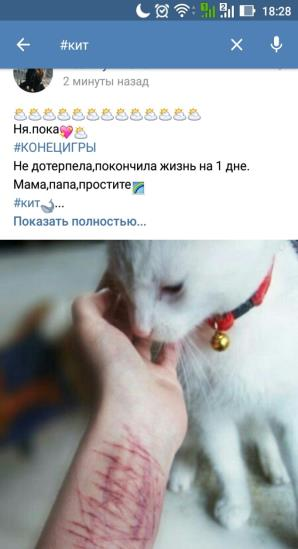 18:28
#кит
2 минуты назад
Ня.пока
#КОНЕЦИГРЫ
Не дотерпела,покончила жизнь на 1 дне.
Мама,папа,простите
#кит...
Показать полностью...